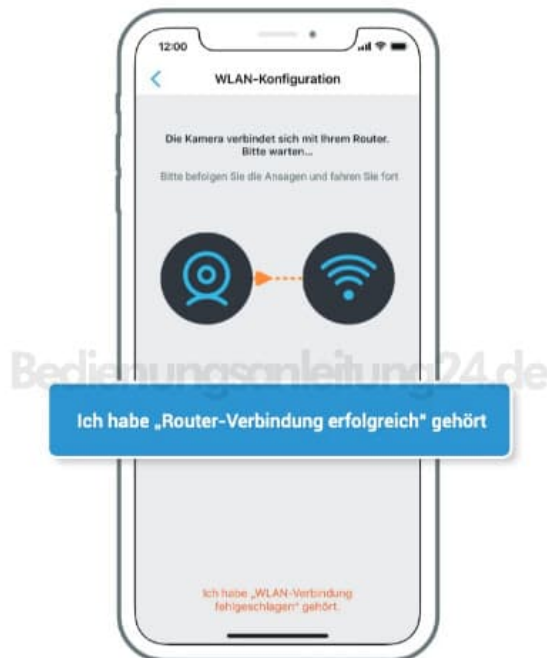 12:00
WLAN-Konfiguration
Die Kamera verbindet sich mit Ihrem Router.
Bitte warten...
Bitte befolgen Sie die Ansagen und fahren Sie fort
Bedienungsanleitung24.de
Ich habe „Router-Verbindung erfolgreich“ gehört
Ich habe „WLAN-Verbindung
fehlgeschlagen“ gehört.